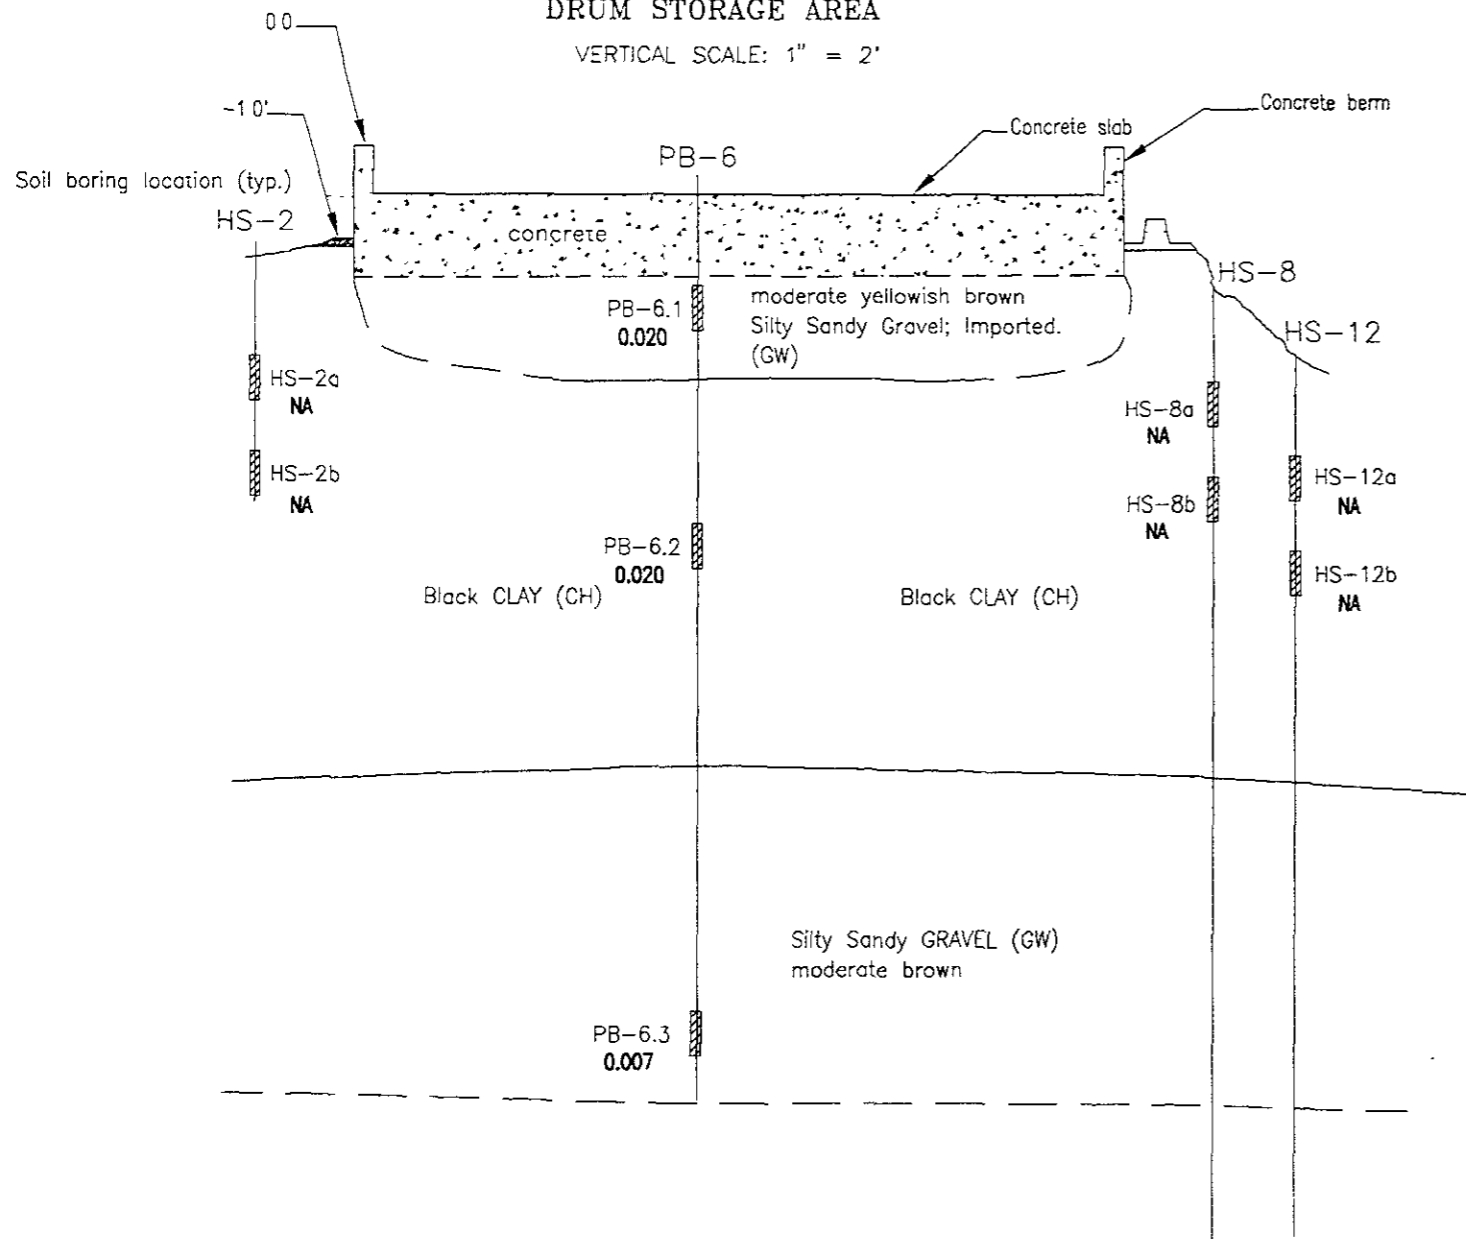 DRUM STORAGE AREA
VERTICAL SCALE: 1" = 2'
00
-10'
Concrete berm
Concrete slab
Soil boring location (typ.)
PB-6
HS-2
concrete
HS-8
HS-12
PB-6.1
0.020
moderate yellowish brown
Silty Sandy Gravel; Imported.
(GW)
HS-2a
NA
HS-8a
NA
HS-2b
NA
HS-12a
NA
HS-8b
NA
PB-6.2
0.020
HS-12b
NA
Black CLAY (CH)
Black CLAY (CH)
Silty Sandy GRAVEL (GW)
moderate brown
PB-6.3
0.007